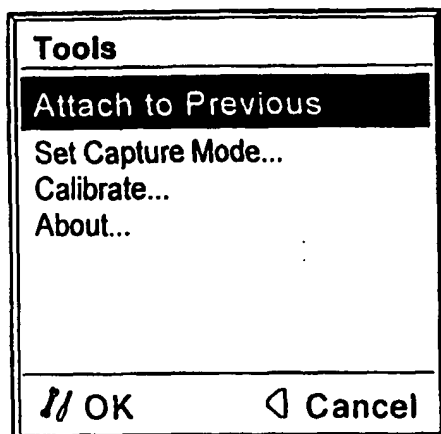 Tools
Attach to Previous
Set Capture Mode...
Calibrate...
About...
OK
Cancel